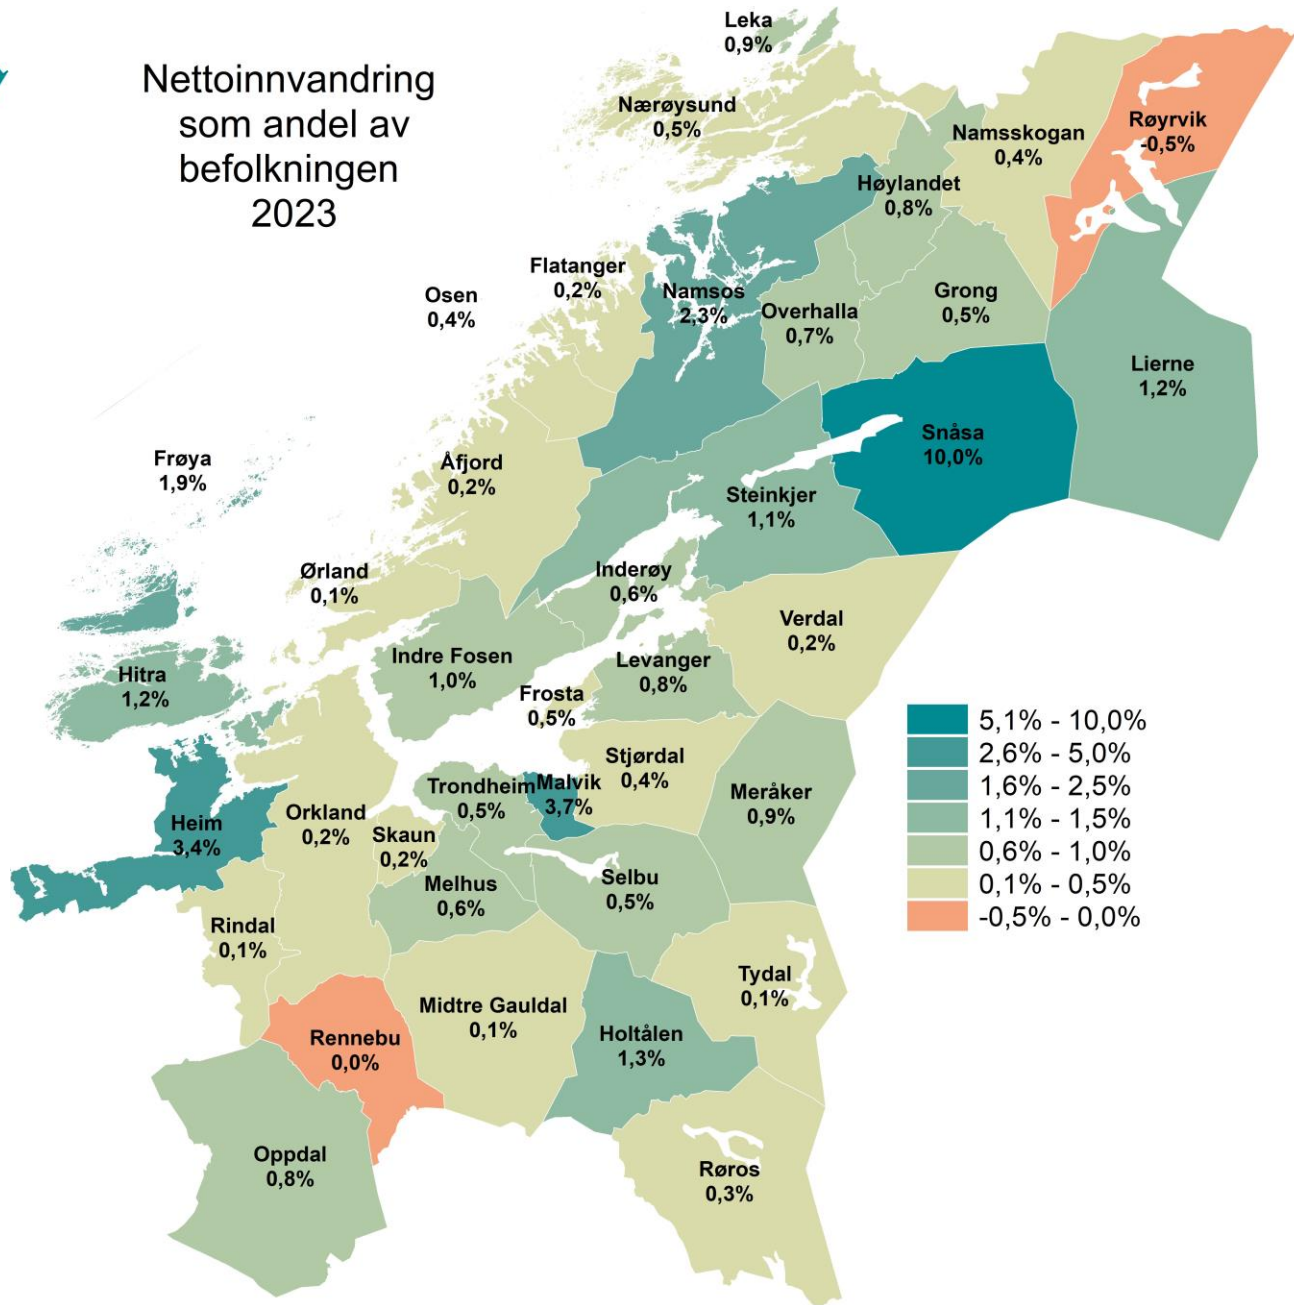 Nettoinnvandring
som andel av
befolkningen
2023
Leka
0,9%
Nærøysund
0,5%
Namsskogan
0,4%
Røyrvik
-0,5%
Høylandet
0,8%
Flatanger
0,2%
Osen
0,4%
Namsos
2,3%
Overhalla
0,7%
Grong
0,5%
Lierne
1,2%
Snåsa
10,0%
Frøya
1,9%
Åfjord
0,2%
Steinkjer
1,1%
Ørland
0,1%
Inderøy
0,6%
Verdal
0,2%
Hitra
1,2%
Indre Fosen
1,0%
Levanger
0,8%
Frosta
0,5%
Stjørdal
0,4%
Trondheim
0,5%
Malvik
3,7%
Meråker
0,9%
Heim
3,4%
Orkland
0,2%
Skaun
0,2%
Melhus
0,6%
Selbu
0,5%
Rindal
0,1%
Tydal
0,1%
Midtre Gauldal
0,1%
Holtålen
1,3%
Rennebu
0,0%
Oppdal
0,8%
Røros
0,3%
5,1% - 10,0%
2,6% - 5,0%
1,6% - 2,5%
1,1% - 1,5%
0,6% - 1,0%
0,1% - 0,5%
-0,5% - 0,0%